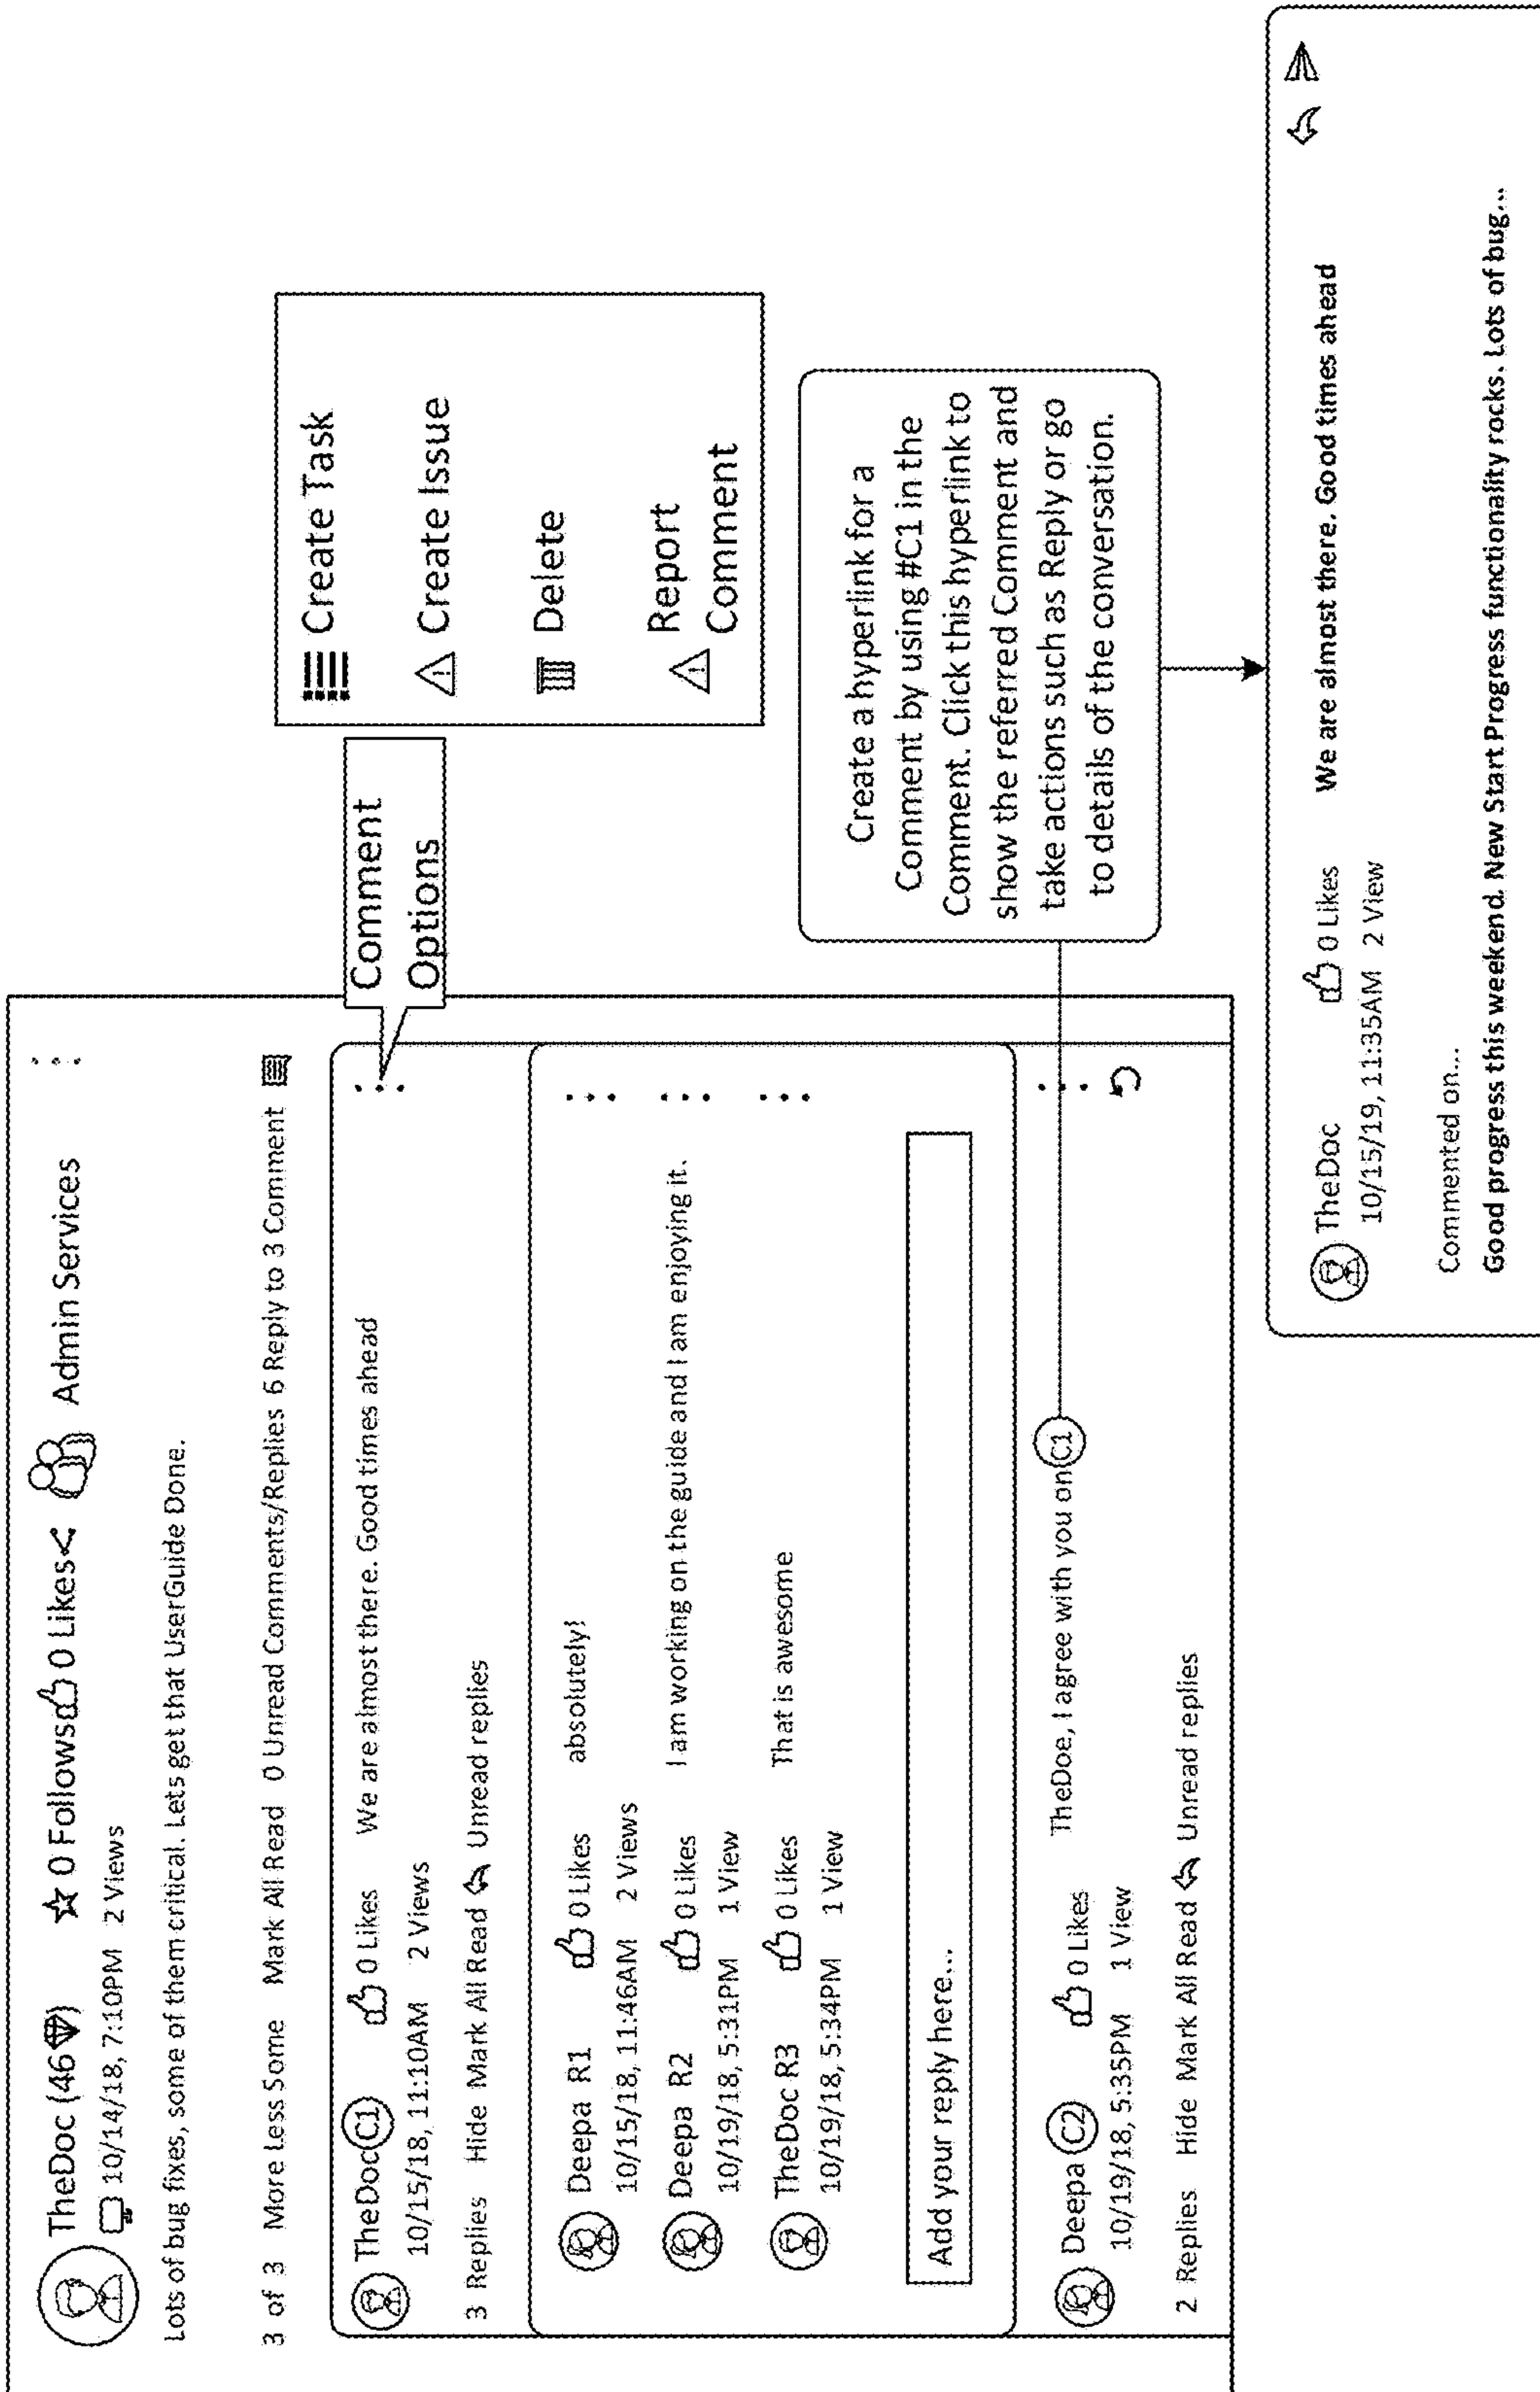 TheDoc (46) 0 Follows 0 Likes Admin Services
10/14/18, 7:10PM 2 Views
Lots of bug fixes, some of them critical. Lets get that UserGuide Done.
3 of 3 More Less Some Mark All Read 0 Unread Comments/Replies 6 Reply to 3 Comment
TheDoc C1 0 Likes We are almost there. Good times ahead
10/15/18, 11:10AM 2 Views
3 Replies Hide Mark All Read Unread replies
Deepa R1 0 Likes absolutely!
10/15/18, 11:46AM 2 Views
Deepa R2 0 Likes I am working on the guide and I am enjoying it.
10/19/18, 5:31PM 1 View
TheDoc R3 0 Likes That is awesome
10/19/18, 5:34PM 1 View
Add your reply here...
Deepa C2 0 Likes TheDoe, I agree with you on C1
10/19/18, 5:35PM 1 View
2 Replies Hide Mark All Read Unread replies
Comment
Options
Create Task
Create Issue
Delete
Report
Comment
Create a hyperlink for a
Comment by using #C1 in the
Comment. Click this hyperlink to
show the referred Comment and
take actions such as Reply or go
to details of the conversation.
TheDoc 0 Likes We are almost there. Good times ahead
10/15/19, 11:35AM 2 View
Commented on...
Good progress this weekend. New Start Progress functionality rocks. Lots of bug...